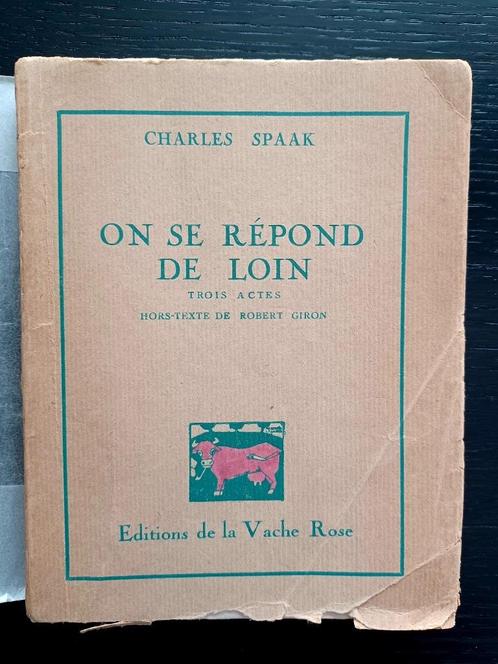 CHARLES SPAAK
ON SE RÉPOND
DE LOIN
TROIS ACTES
HORS-TEXTE DE ROBERT GIRON
Editions de la Vache Rose